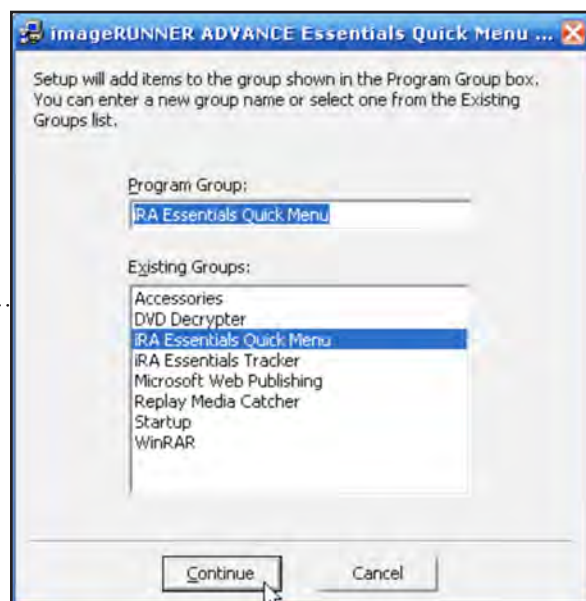 imageRUNNER ADVANCE Essentials Quick Menu ...
Setup will add items to the group shown in the Program Group box.
You can enter a new group name or select one from the Existing
Groups list.
Program Group:
iRA Essentials Quick Menu
Existing Groups:
Accessories
DVD Decrypter
iRA Essentials Quick Menu
iRA Essentials Tracker
Microsoft Web Publishing
Replay Media Catcher
Startup
WinRAR
Continue
Cancel